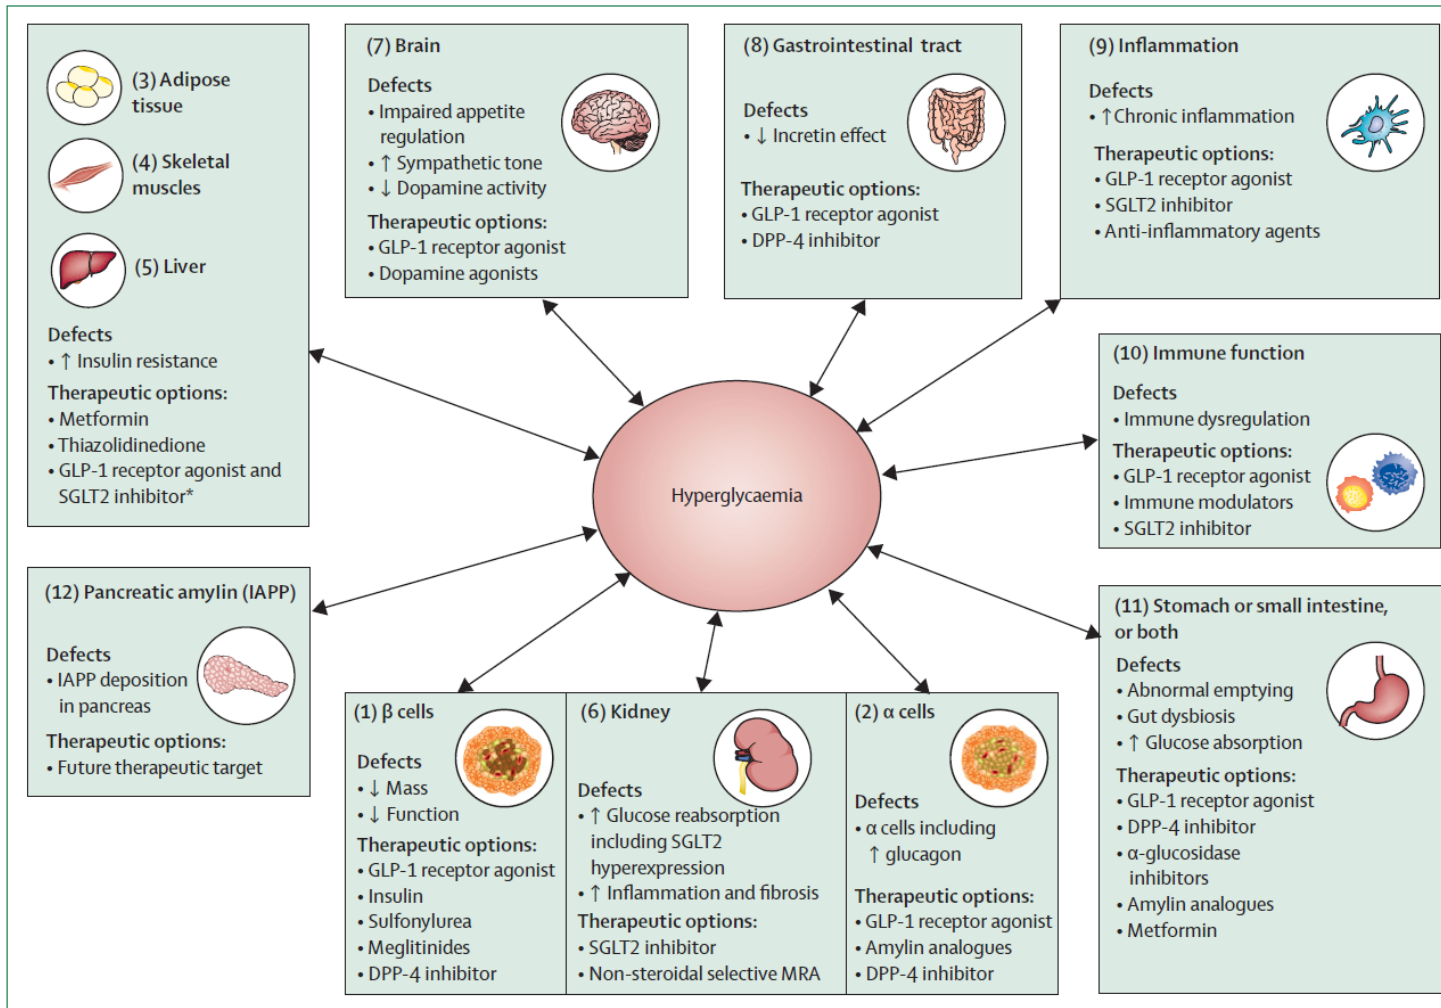 (3) Adipose
tissue
(4) Skeletal
muscles
(5) Liver
Defects
• ↑ Insulin resistance
Therapeutic options:
• Metformin
• Thiazolidinedione
• GLP-1 receptor agonist and
SGLT2 inhibitor*
(7) Brain
Defects
• Impaired appetite
regulation
• ↑ Sympathetic tone
• ↓ Dopamine activity
Therapeutic options:
• GLP-1 receptor agonist
• Dopamine agonists
(8) Gastrointestinal tract
Defects
• ↓ Incretin effect
Therapeutic options:
• GLP-1 receptor agonist
• DPP-4 inhibitor
(9) Inflammation
Defects
• ↑Chronic inflammation
Therapeutic options:
• GLP-1 receptor agonist
• SGLT2 inhibitor
• Anti-inflammatory agents
(10) Immune function
Defects
• Immune dysregulation
Therapeutic options:
• GLP-1 receptor agonist
• Immune modulators
• SGLT2 inhibitor
Hyperglycaemia
(12) Pancreatic amylin (IAPP)
Defects
• IAPP deposition
in pancreas
Therapeutic options:
• Future therapeutic target
(1) β cells
Defects
• ↓ Mass
• ↓ Function
Therapeutic options:
• GLP-1 receptor agonist
• Insulin
• Sulfonylurea
• Meglitinides
• DPP-4 inhibitor
(6) Kidney
Defects
• ↑ Glucose reabsorption
including SGLT2
hyperexpression
• ↑ Inflammation and fibrosis
Therapeutic options:
• SGLT2 inhibitor
• Non-steroidal selective MRA
(2) α cells
Defects
• α cells including
↑ glucagon
Therapeutic options:
• GLP-1 receptor agonist
• Amylin analogues
• DPP-4 inhibitor
(11) Stomach or small intestine,
or both
Defects
• Abnormal emptying
• Gut dysbiosis
• ↑ Glucose absorption
Therapeutic options:
• GLP-1 receptor agonist
• DPP-4 inhibitor
• α-glucosidase
inhibitors
• Amylin analogues
• Metformin